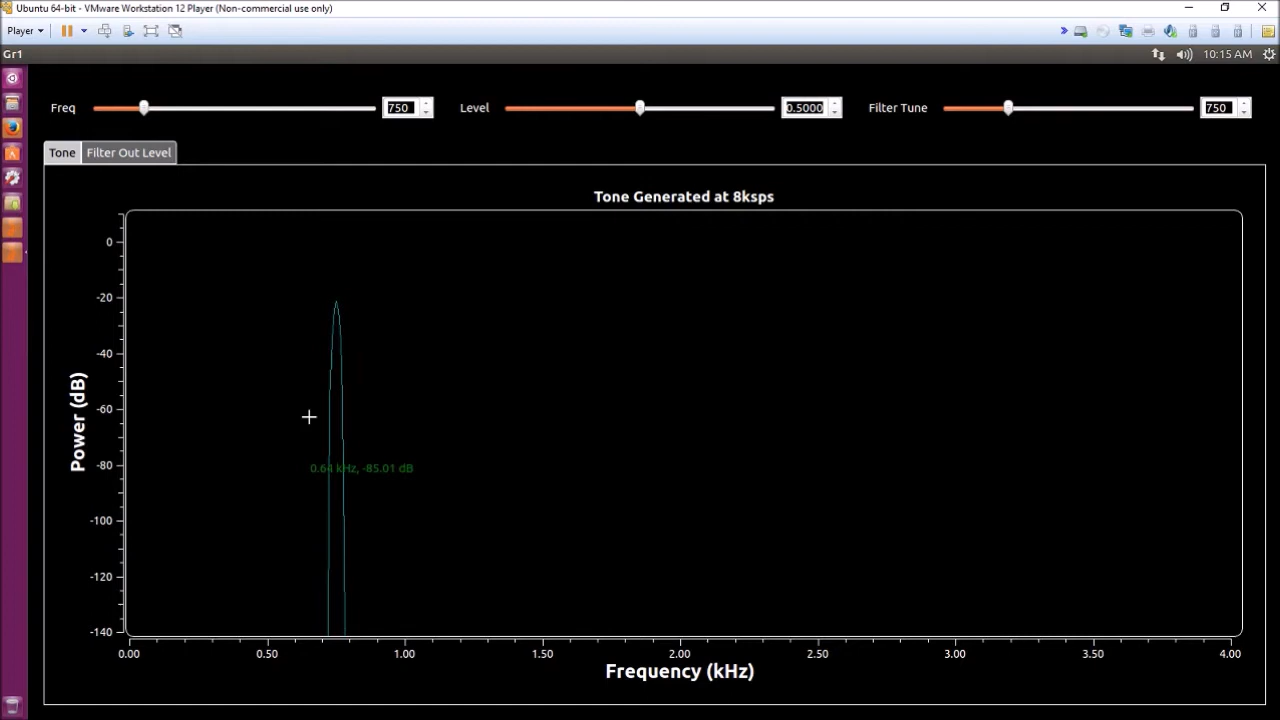 Ubuntu 64-bit - VMware Workstation 12 Player (Non-commercial use only)
Player
Gr1
10:15 AM
Freq 750 Level 0.5000 Filter Tune 750
Tone Filter Out Level
Tone Generated at 8ksps
0
-20
-40
-60
-80
-100
-120
-140
Power (dB)
0.64 kHz, -85.01 dB
0.00 0.50 1.00 1.50 2.00 2.50 3.00 3.50 4.00
Frequency (kHz)